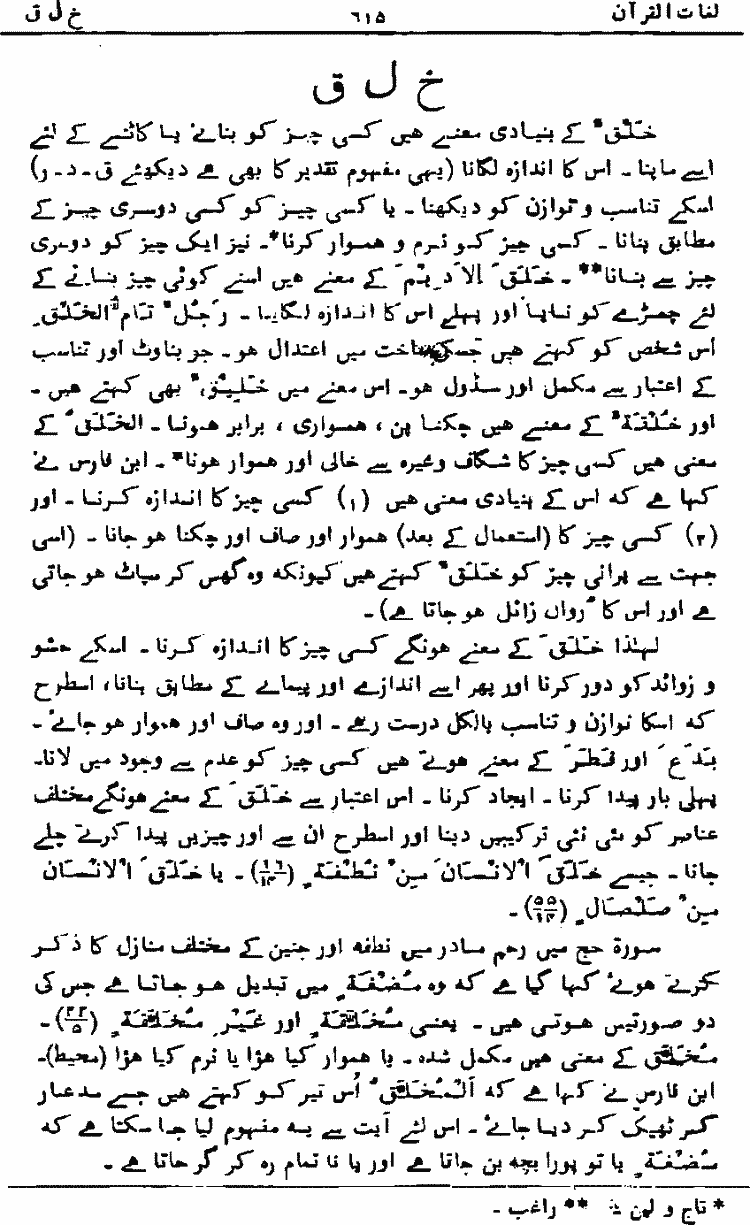 لغات القرآن ٦١٥ خ ل ق
خ ل ق
خَلْقٌ کے بنیادی معنے ہیں کسی چیز کو بنانے یا کاٹنے کے لئے
اسے ماپنا ۔ اس کا اندازہ لگانا (یہی مفہوم تقدیر کا بھی ہے دیکھئے ق ۔ د ۔ ر)
اسکے تناسب و توازن کو دیکھنا ۔ یا کسی چیز کو کسی دوسری چیز کے
مطابق بنانا ۔ کسی چیز کو نرم و ہموار کرنا* ۔ نیز ایک چیز کو دوسری
چیز سے بنانا** ۔ خَلَقَ الْاَدِیْمَ کے معنے ہیں اسنے کوئی چیز بنانے کے
لئے چمڑے کو ناپا اور پہلے اس کا اندازہ لگایا ۔ رَجُلٌ تَامُّ الْخَلْقِ
اس شخص کو کہتے ہیں جسکی ساخت میں اعتدال ہو ۔ جو بناوٹ اور تناسب
کے اعتبار سے مکمل اور سڈول ہو ۔ اس معنے میں خَلِیْقٌ بھی کہتے ہیں ۔
اور خُلْقَۃٌ کے معنے ہیں چکنا پن ، ہمواری ، برابر ہونا ۔ الْخَلَقُ کے
معنی ہیں کسی چیز کا شگاف وغیرہ سے خالی اور ہموار ہونا* ۔ ابن فارس نے
کہا ہے کہ اس کے بنیادی معنی ہیں (۱) کسی چیز کا اندازہ کرنا ۔ اور
(۲) کسی چیز کا (استعمال کے بعد) ہموار اور صاف اور چکنا ہو جانا ۔ (اسی
جہت سے پرانی چیز کو خَلَقٌ کہتے ہیں کیونکہ وہ گھس کر سپاٹ ہو جاتی
ہے اور اس کا رُواں زائل ہو جاتا ہے) ۔
لہٰذا خَلَقَ کے معنے ہونگے کسی چیز کا اندازہ کرنا ۔ اسکے حشو
و زوائد کو دور کرنا اور پھر اسے اندازے اور پیمانے کے مطابق بنانا، اسطرح
کہ اسکا توازن و تناسب بالکل درست رہے ۔ اور وہ صاف اور ہموار ہو جائے ۔
بَدَعَ اور فَطَرَ کے معنے ہوتے ہیں کسی چیز کو عدم سے وجود میں لانا ۔
پہلی بار پیدا کرنا ۔ ایجاد کرنا ۔ اس اعتبار سے خَلَقَ کے معنے ہونگے مختلف
عناصر کو نئی نئی ترکیبیں دینا اور اسطرح ان سے اور چیزیں پیدا کرتے چلے
جانا ۔ جیسے خَلَقَ الْاِنْسَانَ مِنْ نُّطْفَۃٍ ۔ یا خَلَقَ الْاِنْسَانَ
مِنْ صَلْصَالٍ ۔
سورۃ حج میں رحم مادر میں نطفہ اور جنین کے مختلف منازل کا ذکر
کرتے ہوئے کہا گیا ہے کہ وہ مُضْغَۃٍ میں تبدیل ہو جاتا ہے جس کی
دو صورتیں ہوتی ہیں ۔ یعنی مُخَلَّقَۃٍ اور غَیْرِ مُخَلَّقَۃٍ (۲۲/۵) ۔
مُخَلَّقٌ کے معنی ہیں مکمل شدہ ۔ یا ہموار کیا ہؤا یا نرم کیا ہؤا (محیط) ۔
ابن فارس نے کہا ہے کہ اَلْمُخَلَّقُ اُس تیر کو کہتے ہیں جسے سدھار
کر ٹھیک کر دیا جائے ۔ اس لئے آیت سے یہ مفہوم لیا جا سکتا ہے کہ
مُضْغَۃٍ یا تو پورا بچہ بن جاتا ہے اور یا نا تمام رہ کر گر جاتا ہے ۔
* تاج و لین ** راغب ۔